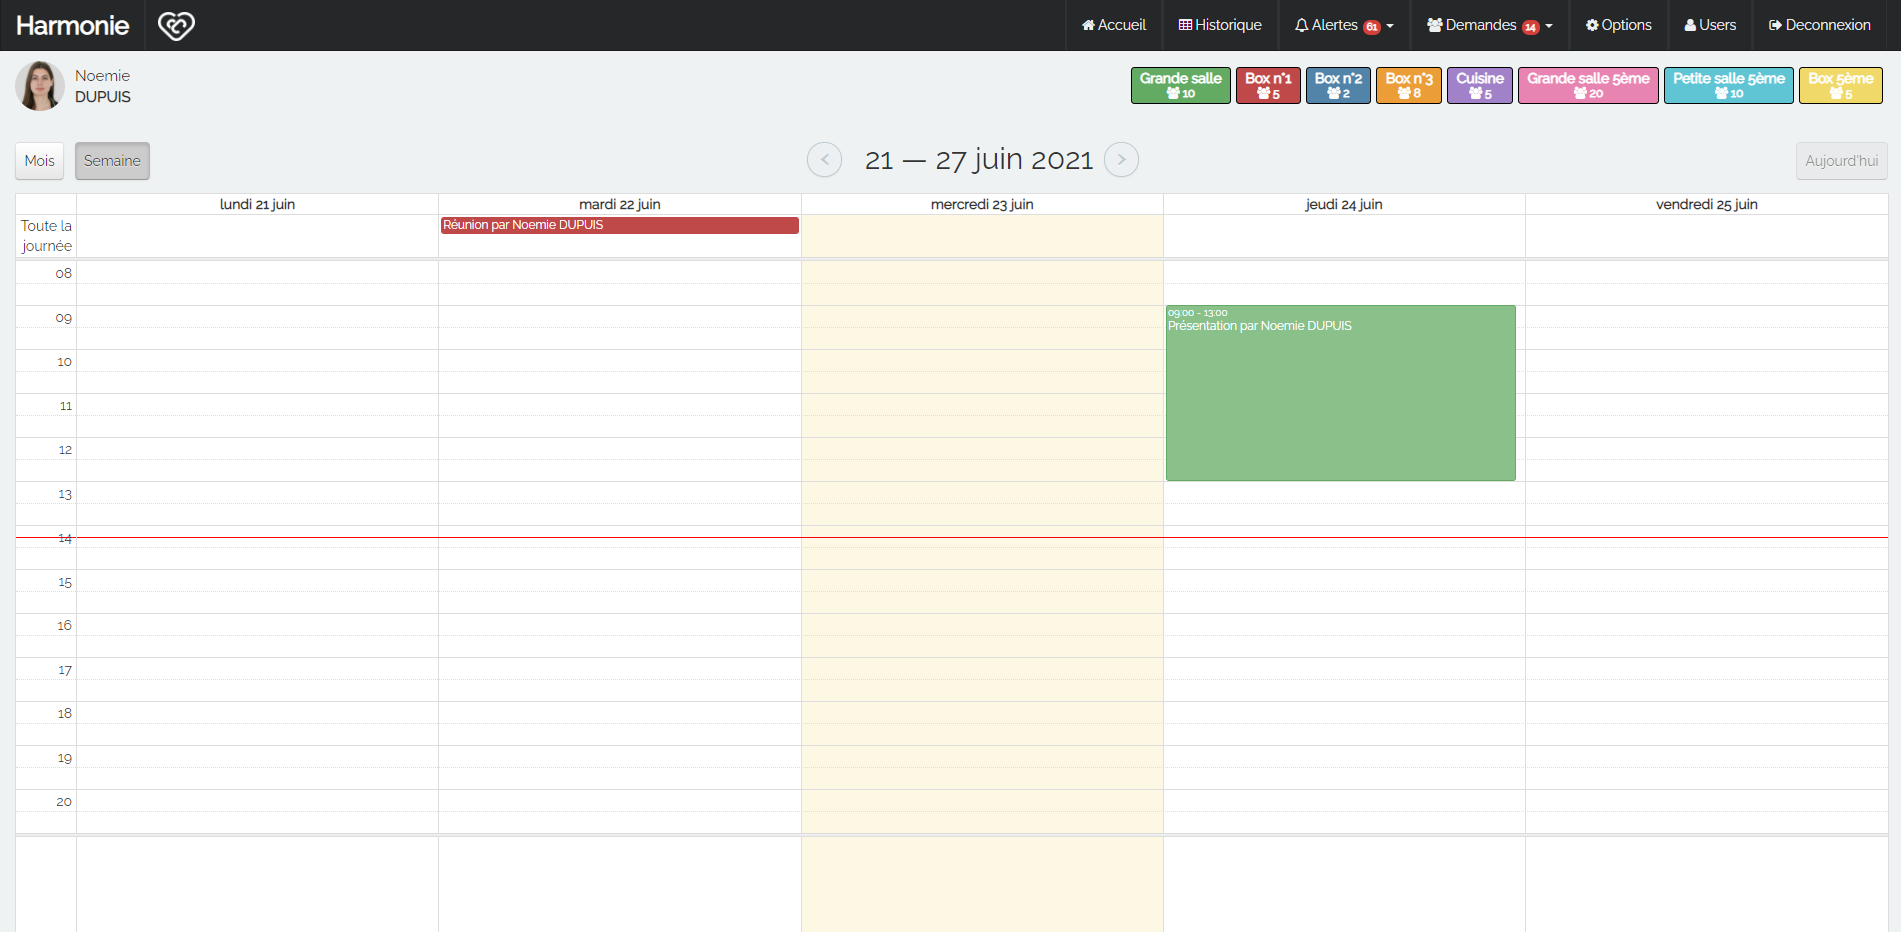 Harmonie
Accueil
Historique
Alertes 61
Demandes 14
Options
Users
Deconnexion
Noemie
DUPUIS
Grande salle
10
Box n°1
5
Box n°2
2
Box n°3
8
Cuisine
5
Grande salle 5ème
20
Petite salle 5ème
10
Box 5ème
5
Mois
Semaine
21 — 27 juin 2021
Aujourd'hui
lundi 21 juin
mardi 22 juin
mercredi 23 juin
jeudi 24 juin
vendredi 25 juin
Toute la
journée
Réunion par Noemie DUPUIS
08
09
09:00 - 13:00
Présentation par Noemie DUPUIS
10
11
12
13
14
15
16
17
18
19
20